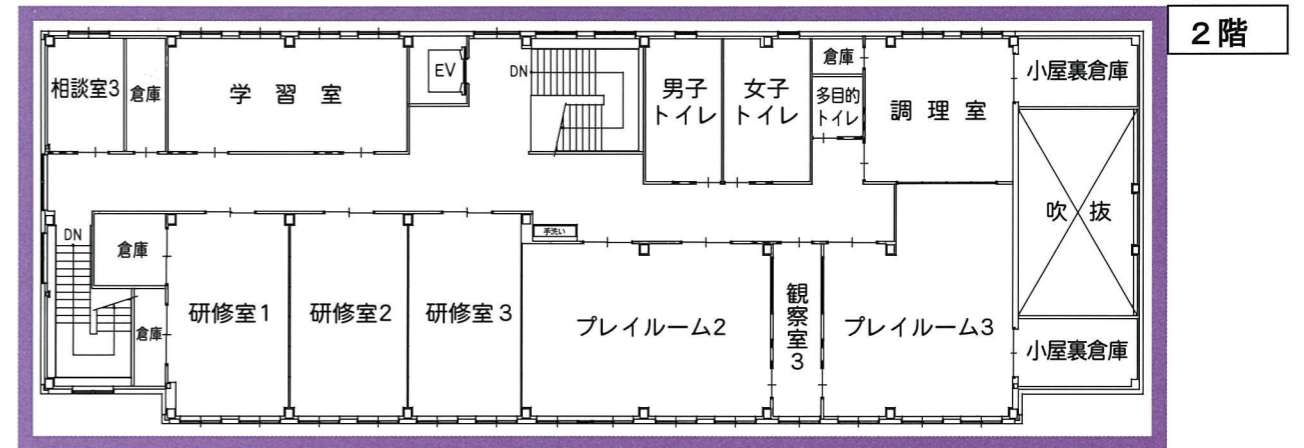 2階
相談室3
倉庫
学習室
EV
DN
男子
トイレ
女子
トイレ
倉庫
多目的
トイレ
調理室
小屋裏倉庫
吹抜
DN
倉庫
倉庫
研修室1
研修室2
研修室3
手洗い
プレイルーム2
観察室3
プレイルーム3
小屋裏倉庫